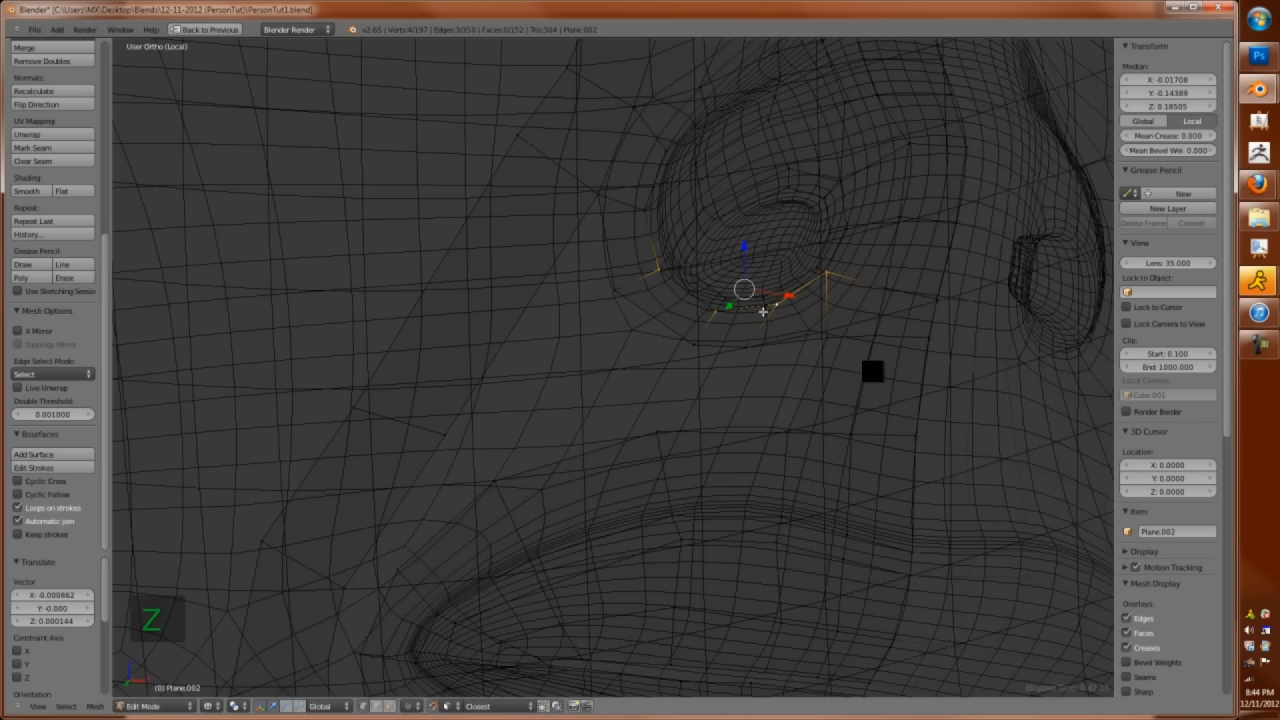 Blender* [C:\Users\MX\Desktop\Blends\12-11-2012 (PersonTut)\PersonTut1.blend]
File Add Render Window Help Back to Previous Blender Render v2.65 | Verts:4/197 | Edges:3/350 | Faces:0/152 | Tris:304 | Plane.002
Merge
Remove Doubles
Normals:
Recalculate
Flip Direction
UV Mapping:
Unwrap
Mark Seam
Clear Seam
Shading:
Smooth Flat
Repeat:
Repeat Last
History...
Grease Pencil:
Draw Line
Poly Erase
Use Sketching Sessio
Mesh Options
X Mirror
Topology Mirror
Edge Select Mode:
Select
Live Unwrap
Double Threshold:
0.001000
Bsurfaces
Add Surface
Edit Strokes
Cyclic Cross
Cyclic Follow
Loops on strokes
Automatic join
Keep strokes
Translate
Vector
X: -0.000862
Y: -0.000
Z: 0.000144
Constraint Axis
X
Y
Z
Orientation
User Ortho (Local)
Z
(0) Plane.002
View Select Mesh Edit Mode Global Closest
Transform
Median:
X: -0.01708
Y: -0.14389
Z: 0.18505
Global Local
Mean Crease: 0.000
Mean Bevel Wei: 0.000
Grease Pencil
New
New Layer
Delete Frame Convert
View
Lens: 35.000
Lock to Object:
Lock to Cursor
Lock Camera to View
Clip:
Start: 0.100
End: 1000.000
Local Camera:
Cube.001
Render Border
3D Cursor
Location:
X: 0.0000
Y: 0.0000
Z: 0.0000
Item
Plane.002
Display
Motion Tracking
Mesh Display
Overlays:
Edges
Faces
Creases
Bevel Weights
Seams
Sharp
Ps
8:44 PM
12/11/2012